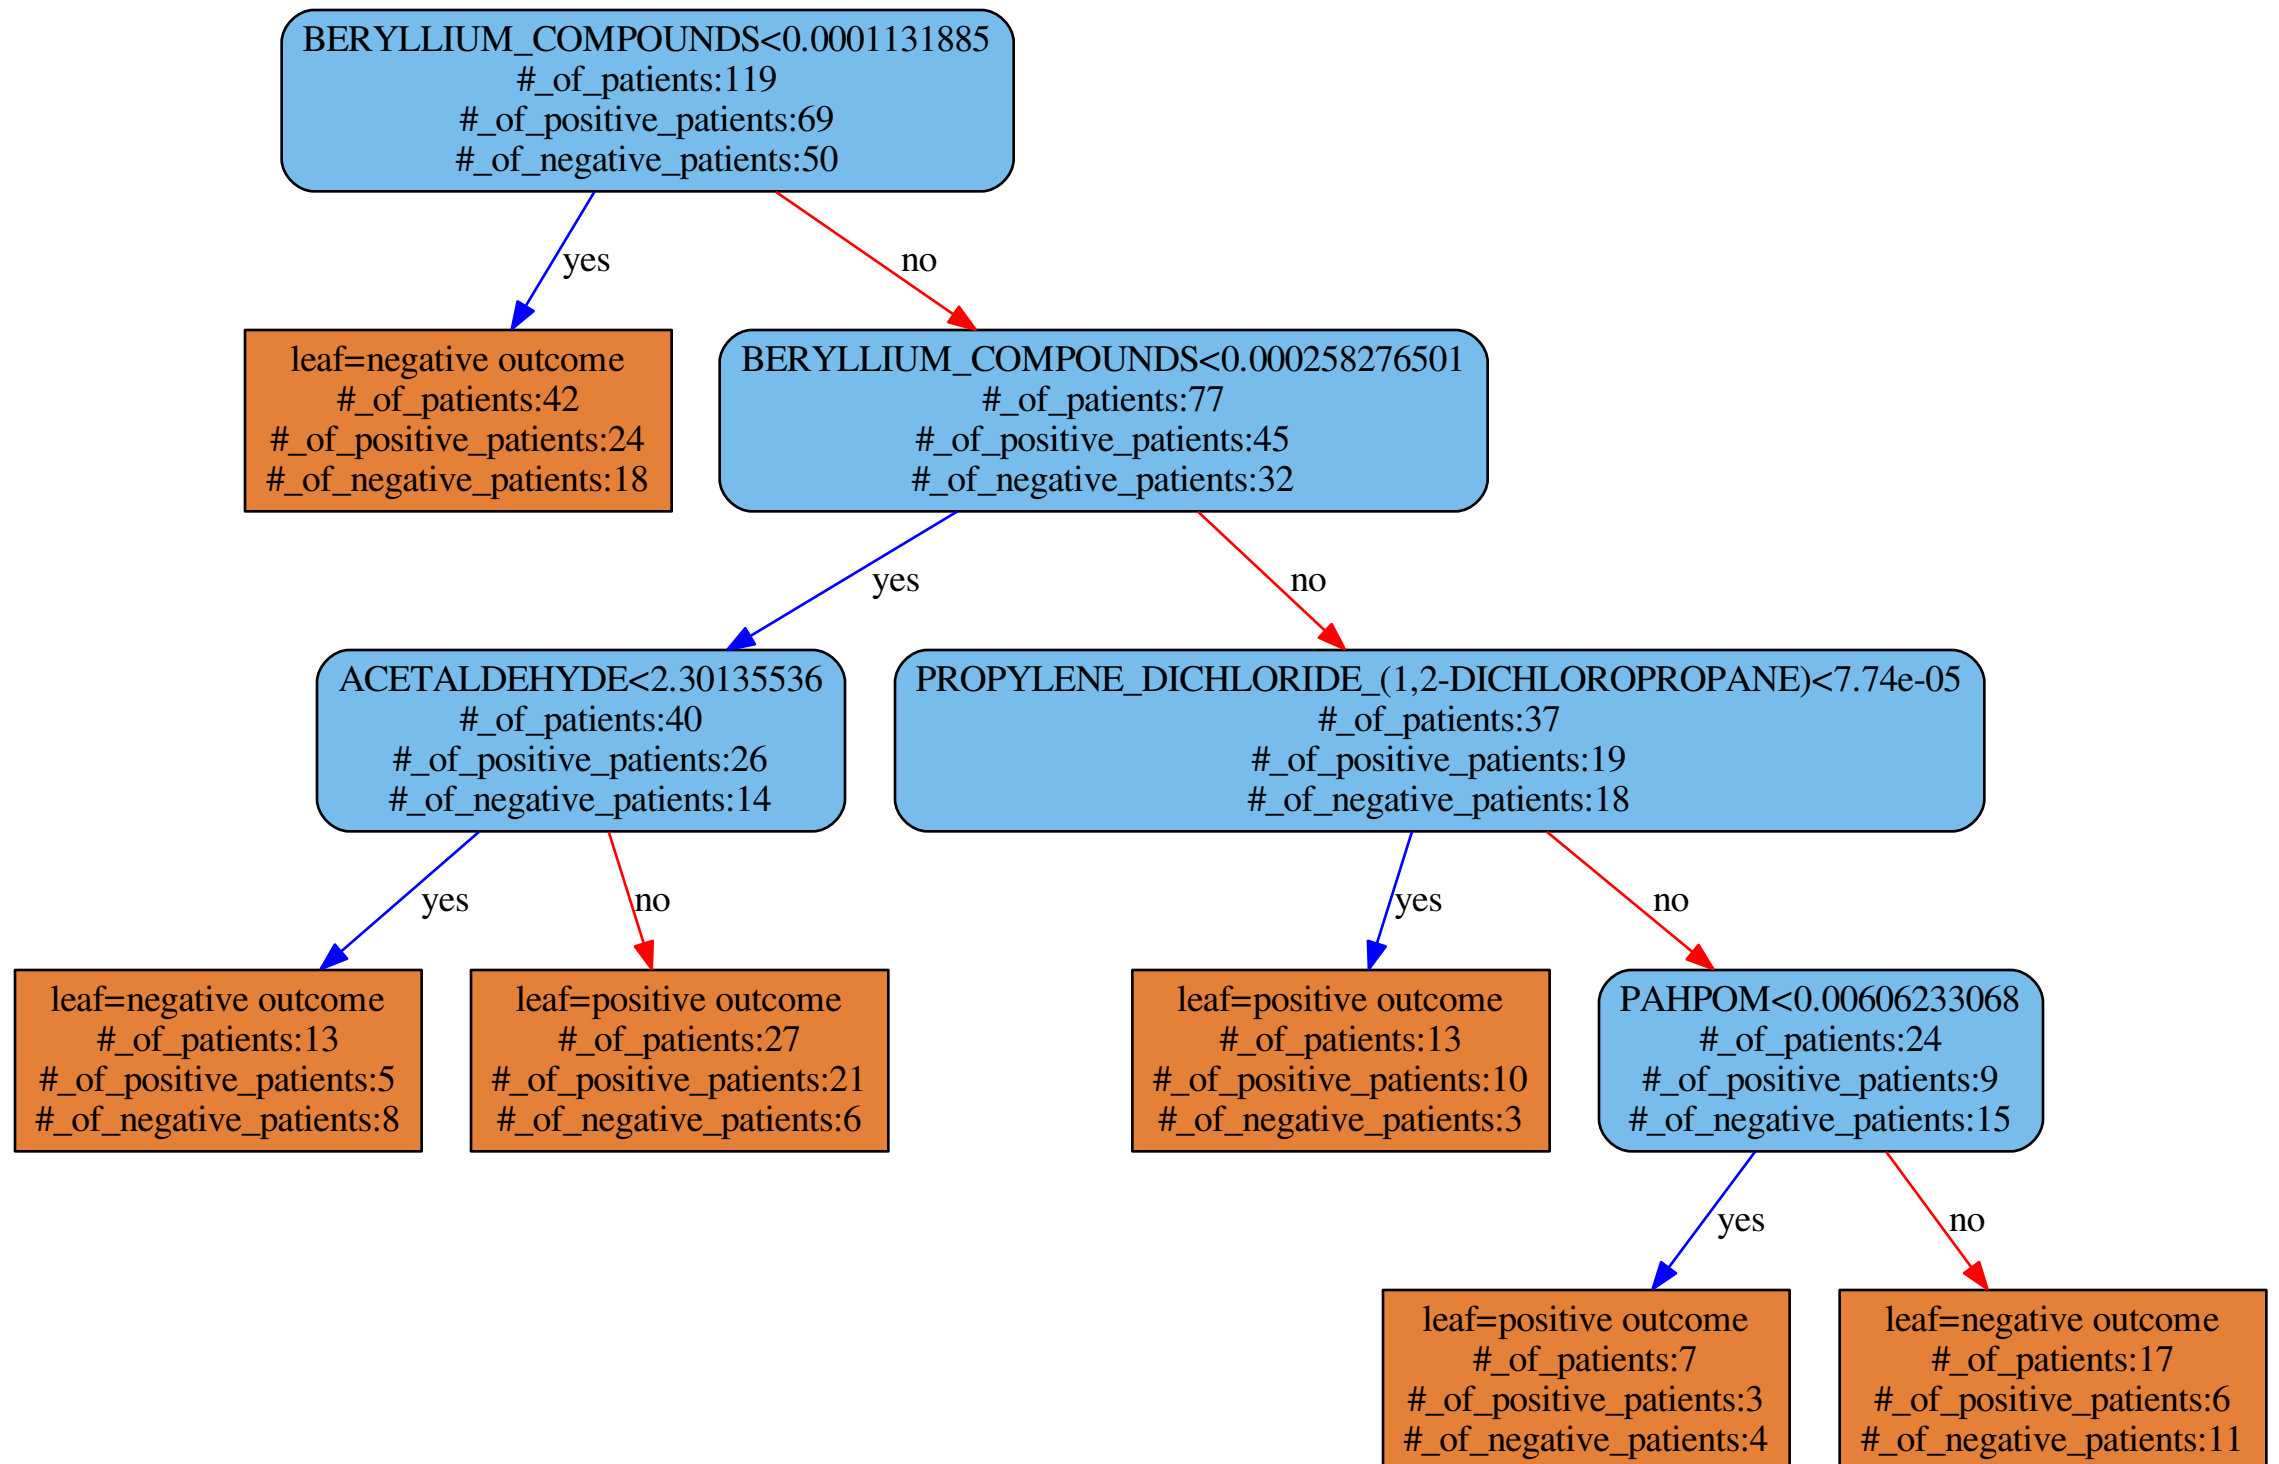 BERYLLIUM_COMPOUNDS<0.0001131885
#_of_patients:119
#_of_positive_patients:69
#_of_negative_patients:50
yes
no
leaf=negative outcome
#_of_patients:42
#_of_positive_patients:24
#_of_negative_patients:18
BERYLLIUM_COMPOUNDS<0.000258276501
#_of_patients:77
#_of_positive_patients:45
#_of_negative_patients:32
yes
no
ACETALDEHYDE<2.30135536
#_of_patients:40
#_of_positive_patients:26
#_of_negative_patients:14
PROPYLENE_DICHLORIDE_(1,2-DICHLOROPROPANE)<7.74e-05
#_of_patients:37
#_of_positive_patients:19
#_of_negative_patients:18
yes
no
yes
no
leaf=negative outcome
#_of_patients:13
#_of_positive_patients:5
#_of_negative_patients:8
leaf=positive outcome
#_of_patients:27
#_of_positive_patients:21
#_of_negative_patients:6
leaf=positive outcome
#_of_patients:13
#_of_positive_patients:10
#_of_negative_patients:3
PAHPOM<0.00606233068
#_of_patients:24
#_of_positive_patients:9
#_of_negative_patients:15
yes
no
leaf=positive outcome
#_of_patients:7
#_of_positive_patients:3
#_of_negative_patients:4
leaf=negative outcome
#_of_patients:17
#_of_positive_patients:6
#_of_negative_patients:11